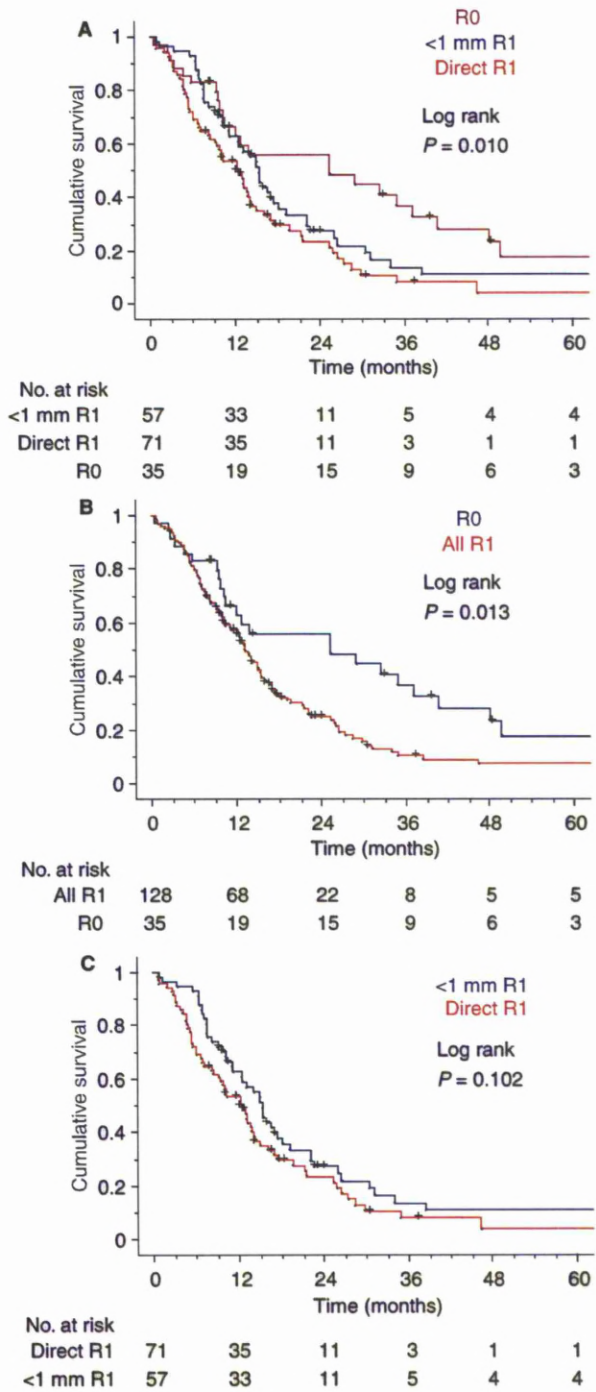 A
R0
<1 mm R1
Direct R1
Log rank
P = 0.010
Cumulative survival
1
0.8
0.6
0.4
0.2
0
0 12 24 36 48 60
Time (months)
No. at risk
<1 mm R1 57 33 11 5 4 4
Direct R1 71 35 11 3 1 1
R0 35 19 15 9 6 3
B
R0
All R1
Log rank
P = 0.013
Cumulative survival
1
0.8
0.6
0.4
0.2
0
0 12 24 36 48 60
Time (months)
No. at risk
All R1 128 68 22 8 5 5
R0 35 19 15 9 6 3
C
<1 mm R1
Direct R1
Log rank
P = 0.102
Cumulative survival
1
0.8
0.6
0.4
0.2
0
0 12 24 36 48 60
Time (months)
No. at risk
Direct R1 71 35 11 3 1 1
<1 mm R1 57 33 11 5 4 4